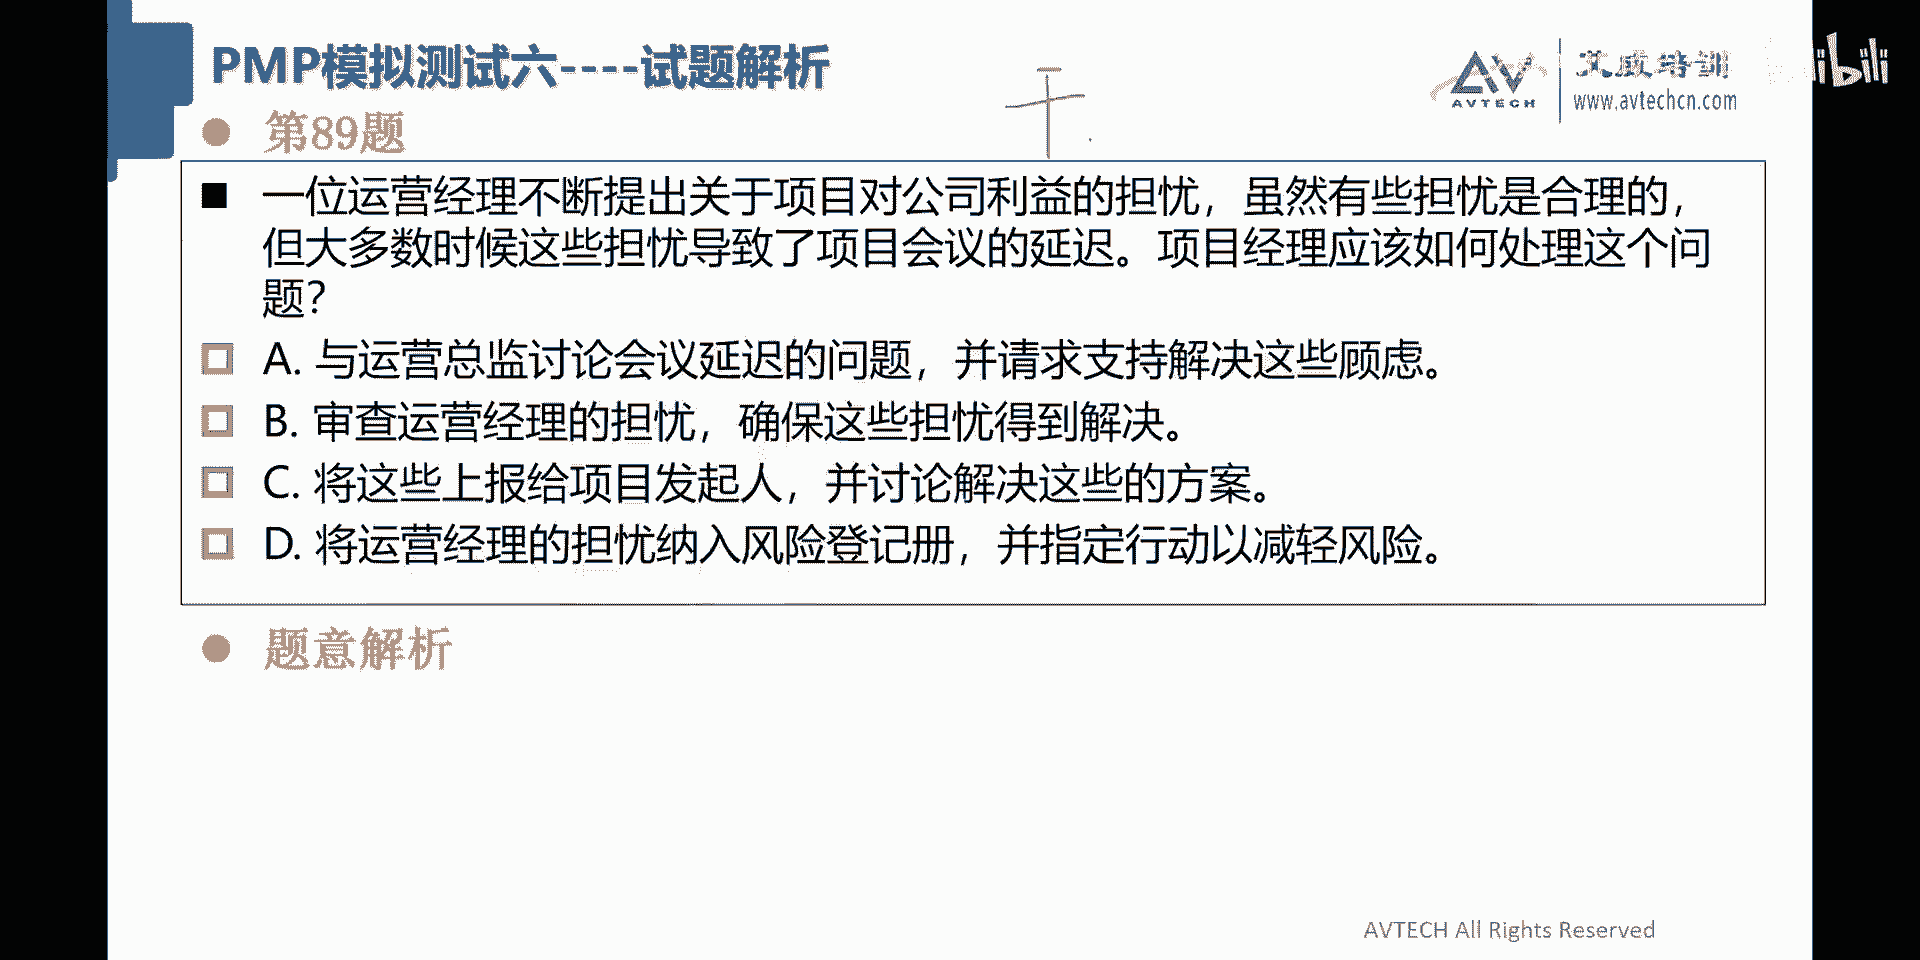 PMP模拟测试六----试题解析
艾威培训
AVTECH
www.avtechcn.com
bilibili
第89题
一位运营经理不断提出关于项目对公司利益的担忧，虽然有些担忧是合理的，
但大多数时候这些担忧导致了项目会议的延迟。项目经理应该如何处理这个问
题？
A. 与运营总监讨论会议延迟的问题，并请求支持解决这些顾虑。
B. 审查运营经理的担忧，确保这些担忧得到解决。
C. 将这些上报给项目发起人，并讨论解决这些的方案。
D. 将运营经理的担忧纳入风险登记册，并指定行动以减轻风险。
题意解析
AVTECH All Rights Reserved